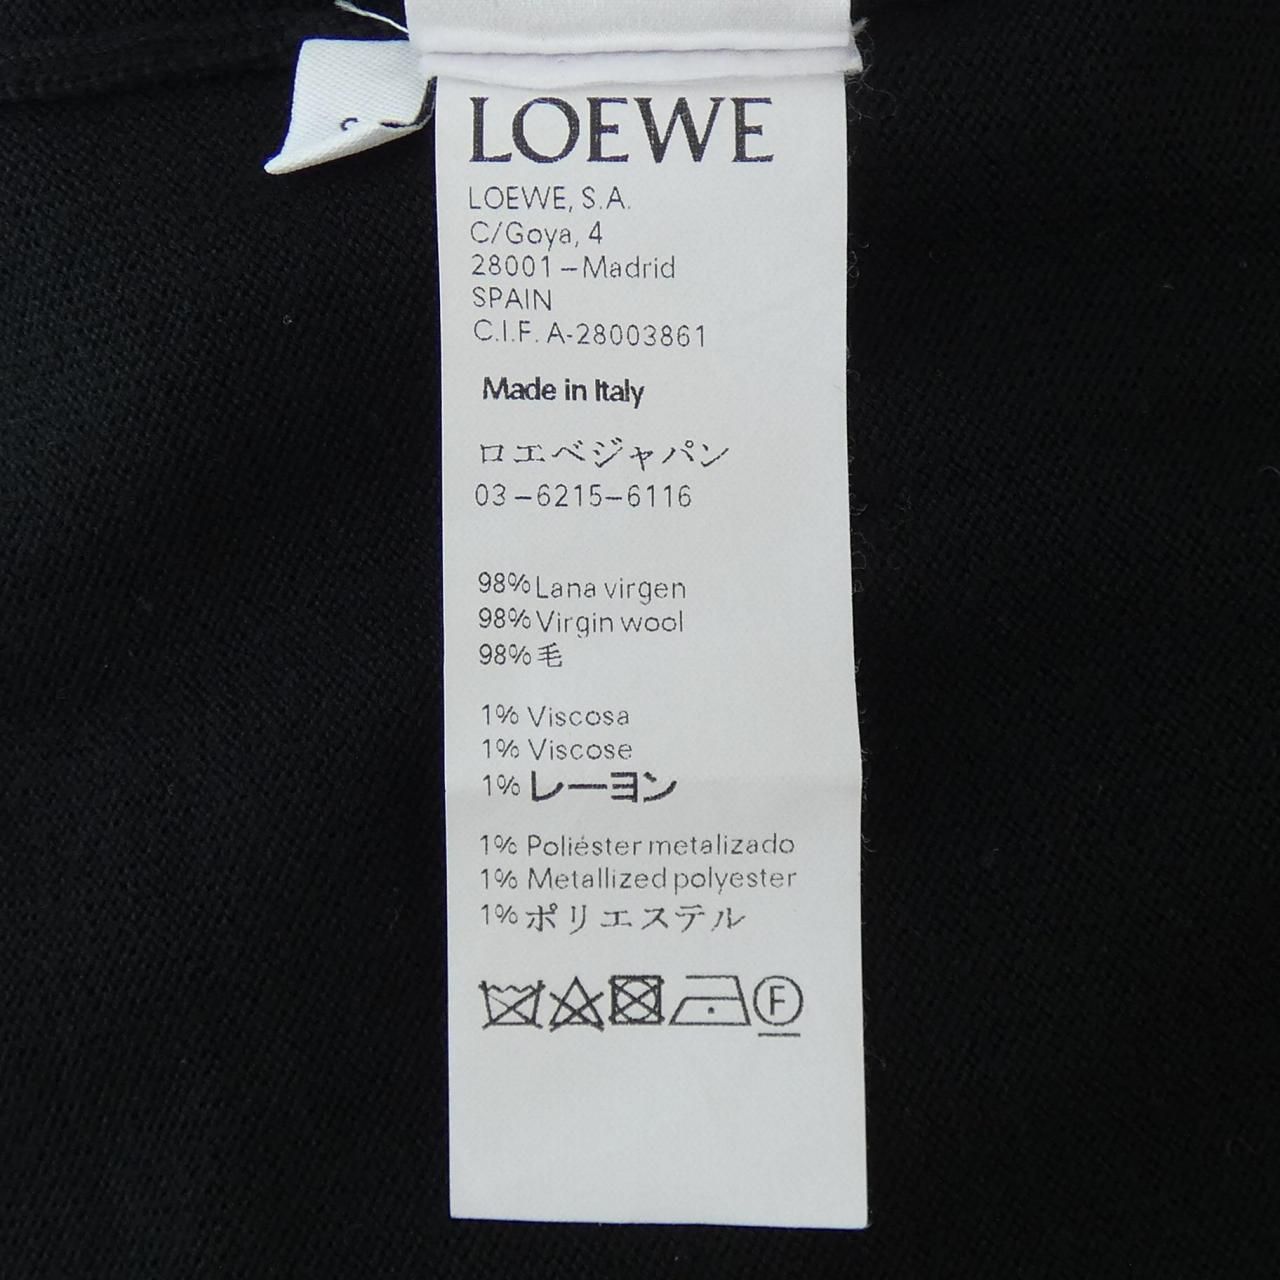 LOEWE
LOEWE, S.A.
C/Goya, 4
28001 – Madrid
SPAIN
C.I.F. A-28003861
Made in Italy
ロエベジャパン
03–6215–6116
98% Lana virgen
98% Virgin wool
98% 毛
1% Viscosa
1% Viscose
1% レーヨン
1% Poliéster metalizado
1% Metallized polyester
1% ポリエステル
F